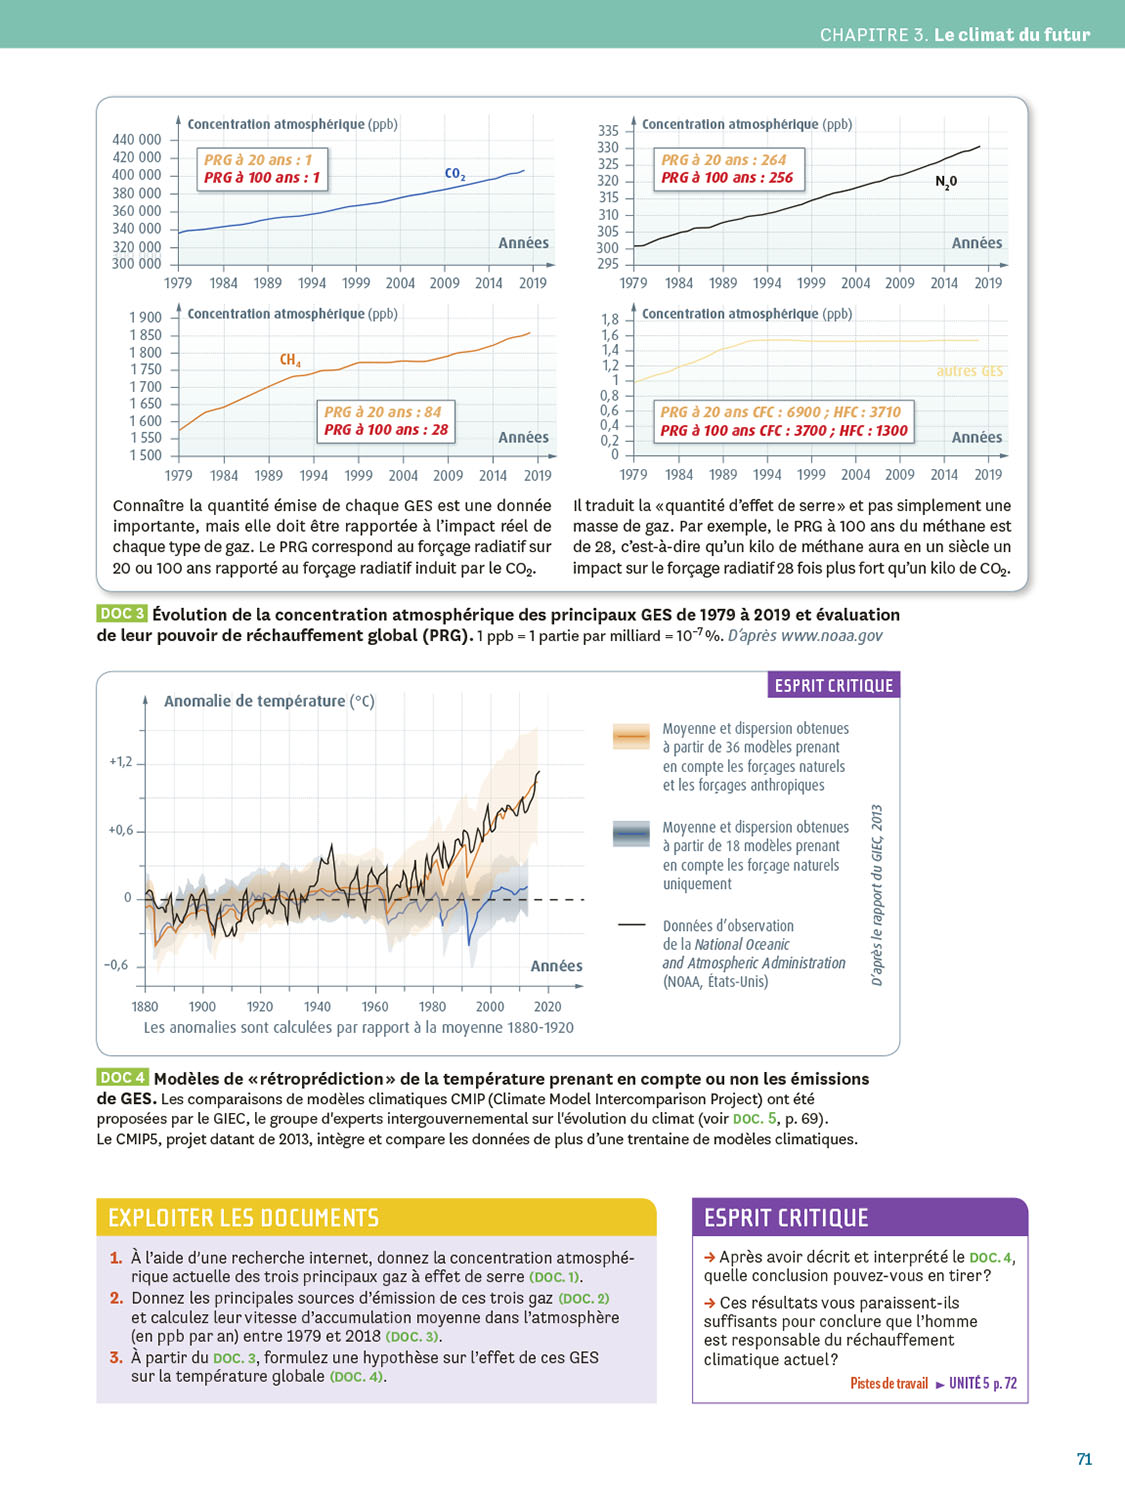 CHAPITRE 3. Le climat du futur
Concentration atmosphérique (ppb)
440 000
420 000
400 000
380 000
360 000
340 000
320 000
300 000
PRG à 20 ans : 1
PRG à 100 ans : 1
CO2
Années
1979 1984 1989 1994 1999 2004 2009 2014 2019
Concentration atmosphérique (ppb)
335
330
325
320
315
310
305
300
295
PRG à 20 ans : 264
PRG à 100 ans : 256
N2O
Années
1979 1984 1989 1994 1999 2004 2009 2014 2019
Concentration atmosphérique (ppb)
1 900
1 850
1 800
1 750
1 700
1 650
1 600
1 550
1 500
CH4
PRG à 20 ans : 84
PRG à 100 ans : 28
Années
1979 1984 1989 1994 1999 2004 2009 2014 2019
Concentration atmosphérique (ppb)
1,8
1,6
1,4
1,2
1
0,8
0,6
0,4
0,2
0
autres GES
PRG à 20 ans CFC : 6900 ; HFC : 3710
PRG à 100 ans CFC : 3700 ; HFC : 1300
Années
1979 1984 1989 1994 1999 2004 2009 2014 2019
Connaître la quantité émise de chaque GES est une donnée
importante, mais elle doit être rapportée à l'impact réel de
chaque type de gaz. Le PRG correspond au forçage radiatif sur
20 ou 100 ans rapporté au forçage radiatif induit par le CO2.
Il traduit la « quantité d'effet de serre » et pas simplement une
masse de gaz. Par exemple, le PRG à 100 ans du méthane est
de 28, c'est-à-dire qu'un kilo de méthane aura en un siècle un
impact sur le forçage radiatif 28 fois plus fort qu'un kilo de CO2.
DOC 3 Évolution de la concentration atmosphérique des principaux GES de 1979 à 2019 et évaluation
de leur pouvoir de réchauffement global (PRG). 1 ppb = 1 partie par milliard = 10⁻⁷ %. D'après www.noaa.gov
ESPRIT CRITIQUE
Anomalie de température (°C)
+1,2
+0,6
0
−0,6
Années
1880 1900 1920 1940 1960 1980 2000 2020
Les anomalies sont calculées par rapport à la moyenne 1880-1920
Moyenne et dispersion obtenues
à partir de 36 modèles prenant
en compte les forçages naturels
et les forçages anthropiques
Moyenne et dispersion obtenues
à partir de 18 modèles prenant
en compte les forçage naturels
uniquement
Données d'observation
de la National Oceanic
and Atmospheric Administration
(NOAA, États-Unis)
D'après le rapport du GIEC, 2013
DOC 4 Modèles de « rétroprédiction » de la température prenant en compte ou non les émissions
de GES. Les comparaisons de modèles climatiques CMIP (Climate Model Intercomparison Project) ont été
proposées par le GIEC, le groupe d'experts intergouvernemental sur l'évolution du climat (voir DOC. 5, p. 69).
Le CMIP5, projet datant de 2013, intègre et compare les données de plus d'une trentaine de modèles climatiques.
EXPLOITER LES DOCUMENTS
1. À l'aide d'une recherche internet, donnez la concentration atmosphé-
rique actuelle des trois principaux gaz à effet de serre (DOC. 1).
2. Donnez les principales sources d'émission de ces trois gaz (DOC. 2)
et calculez leur vitesse d'accumulation moyenne dans l'atmosphère
(en ppb par an) entre 1979 et 2018 (DOC. 3).
3. À partir du DOC. 3, formulez une hypothèse sur l'effet de ces GES
sur la température globale (DOC. 4).
ESPRIT CRITIQUE
→ Après avoir décrit et interprété le DOC. 4,
quelle conclusion pouvez-vous en tirer ?
→ Ces résultats vous paraissent-ils
suffisants pour conclure que l'homme
est responsable du réchauffement
climatique actuel ?
Pistes de travail ► UNITÉ 5 p. 72
71